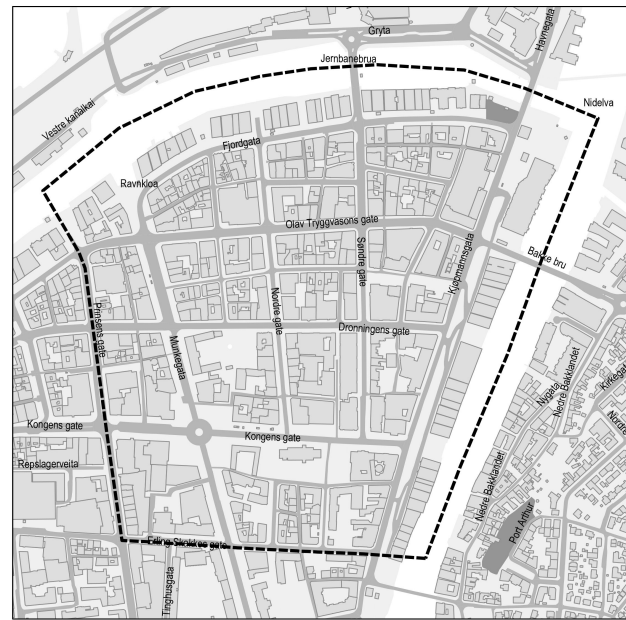 Gryta
Havnegata
Jernbanebrua
Vestre kanalkai
Nidelva
Fjordgata
Ravnkloa
Olav Tryggvasons gate
Søndre gate
Kjøpmannsgata
Bakke bru
Prinsens gate
Nordre gate
Munkegata
Dronningens gate
Nedre Bakklandet
Nygata
Kirkegat
Nordre
Kongens gate
Kongens gate
Repslagerveita
Nedre Bakklandet
Port Arthur
Erling Skakkes gate
Tinghusgata